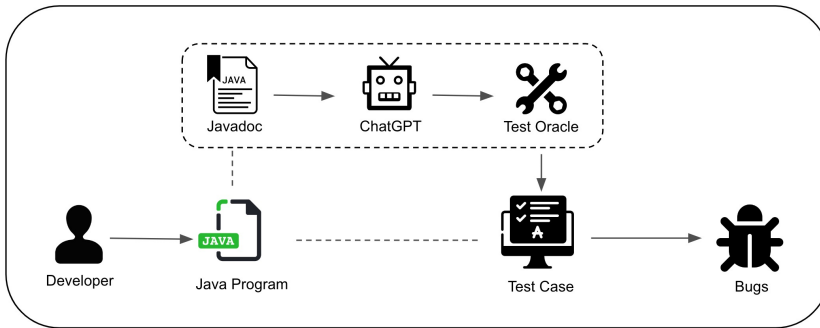 JAVA
Javadoc
ChatGPT
Test Oracle
JAVA
Developer
Java Program
A
Test Case
Bugs